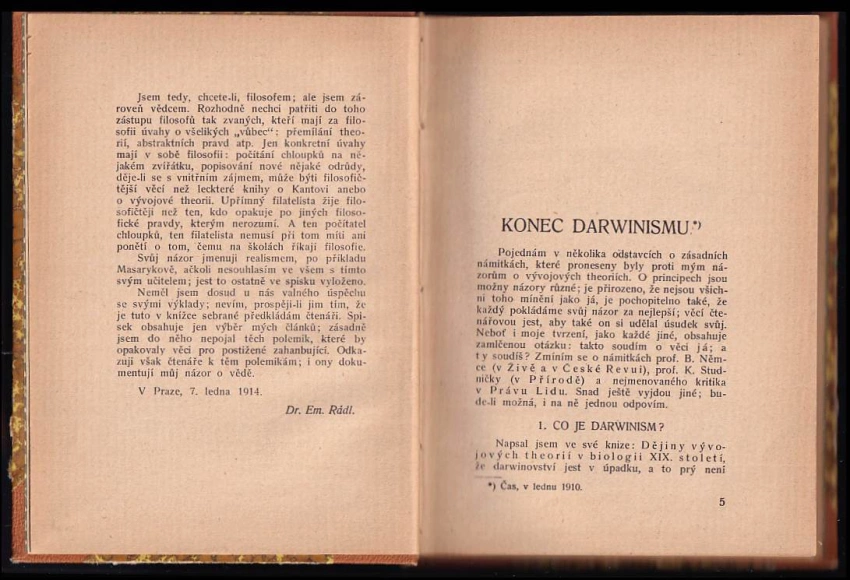 Jsem tedy, chcete-li, filosofem; ale jsem zá-
roveň vědcem. Rozhodně nechci patřiti do toho
zástupu filosofů tak zvaných, kteří mají za filo-
sofii úvahy o všelikých „vůbec“: přemílání theo-
rií, abstraktních pravd atp. Jen konkretní úvahy
mají v sobě filosofii: počítání chloupků na ně-
jakém zvířátku, popisování nové nějaké odrůdy,
děje-li se s vnitřním zájmem, může býti filosofič-
tější věcí než leckteré knihy o Kantovi anebo
o vývojové theorii. Upřímný filatelista žije filo-
sofičtěji než ten, kdo opakuje po jiných filoso-
fické pravdy, kterým nerozumí. A ten počítatel
chloupků, ten filatelista nemusí při tom míti ani
ponětí o tom, čemu na školách říkají filosofie.
Svůj názor jmenuji realismem, po příkladu
Masarykově, ačkoli nesouhlasím ve všem s tímto
svým učitelem; jest to ostatně ve spisku vyloženo.
Neměl jsem dosud u nás valného úspěchu
se svými výklady; nevím, prospěji-li jim tím, že
je tuto v knížce sebrané předkládám čtenáři. Spi-
sek obsahuje jen výběr mých článků; zásadně
jsem do něho nepojal těch polemik, které by
opakovaly věci pro postižené zahanbující. Odka-
zuji však čtenáře k těm polemikám; i ony doku-
mentují můj názor o vědě.
V Praze, 7. ledna 1914.
Dr. Em. Rádl.
KONEC DARWINISMU.*)
Pojednám v několika odstavcích o zásadních
námitkách, které proneseny byly proti mým ná-
zorům o vývojových theoriích. O principech jsou
možny názory různé; je přirozeno, že nejsou všich-
ni toho mínění jako já, je pochopitelno také, že
každý pokládáme svůj názor za nejlepší; věcí čte-
nářovou jest, aby také on si udělal úsudek svůj.
Neboť i moje tvrzení, jako každé jiné, obsahuje
zamlčenou otázku: takto soudím o věci já; a
ty soudíš? Zmíním se o námitkách prof. B. Něm-
ce (v Živě a v České Revui), prof. K. Stud-
ničky (v Přírodě) a nejmenovaného kritika
v Právu Lidu. Snad ještě vyjdou jiné; bu-
de-li možná, i na ně jednou odpovím.
1. CO JE DARWINISM?
Napsal jsem ve své knize: Dějiny vývo-
jových theorií v biologii XIX. století,
že darwinovství jest v úpadku, a to prý není
*) Čas, v lednu 1910.
5